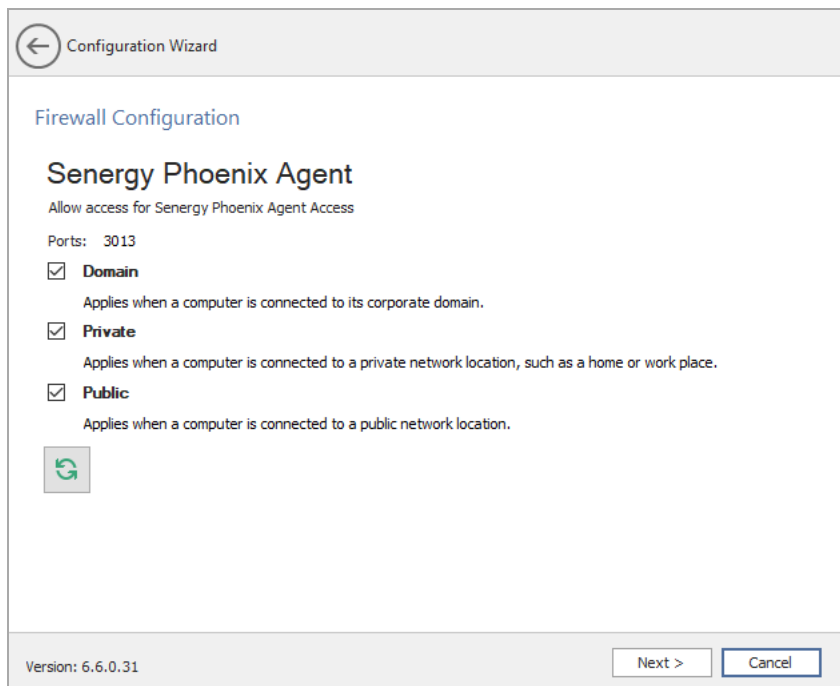 Configuration Wizard
Firewall Configuration
Senergy Phoenix Agent
Allow access for Senergy Phoenix Agent Access
Ports: 3013
Domain
Applies when a computer is connected to its corporate domain.
Private
Applies when a computer is connected to a private network location, such as a home or work place.
Public
Applies when a computer is connected to a public network location.
Version: 6.6.0.31
Next >
Cancel